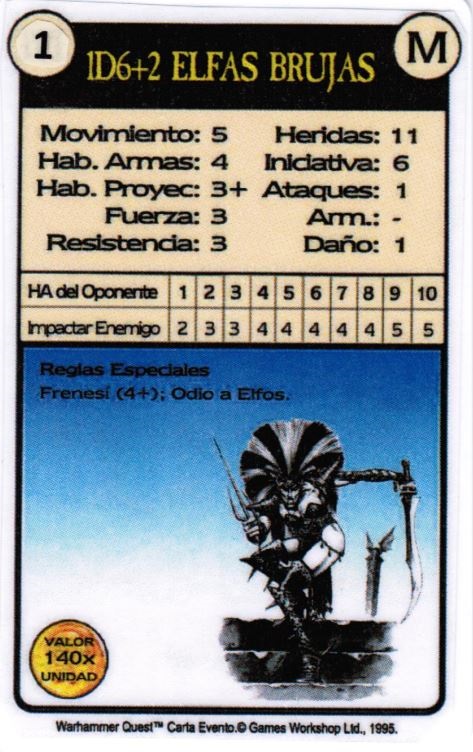 1
M
1D6+2 ELFAS BRUJAS
Movimiento: 5 Heridas: 11
Hab. Armas: 4 Iniciativa: 6
Hab. Proyec: 3+ Ataques: 1
Fuerza: 3 Arm.: -
Resistencia: 3 Daño: 1
HA del Oponente 1 2 3 4 5 6 7 8 9 10
Impactar Enemigo 2 3 3 4 4 4 4 4 5 5
Reglas Especiales
Frenesí (4+); Odio a Elfos.
VALOR
140x
UNIDAD
Warhammer Quest™ Carta Evento.© Games Workshop Ltd., 1995.